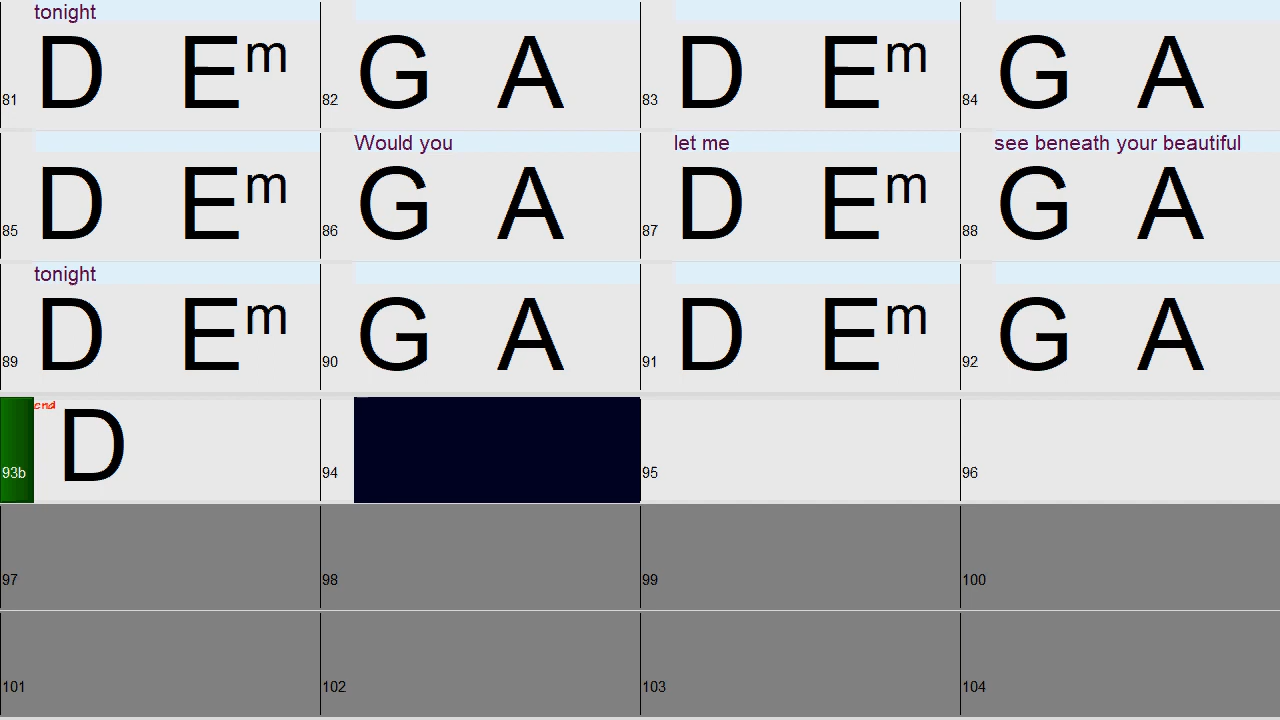 tonight
81 D Em 82 G A 83 D Em 84 G A
Would you let me see beneath your beautiful
85 D Em 86 G A 87 D Em 88 G A
tonight
89 D Em 90 G A 91 D Em 92 G A
end
93b D 94 95 96
97 98 99 100
101 102 103 104